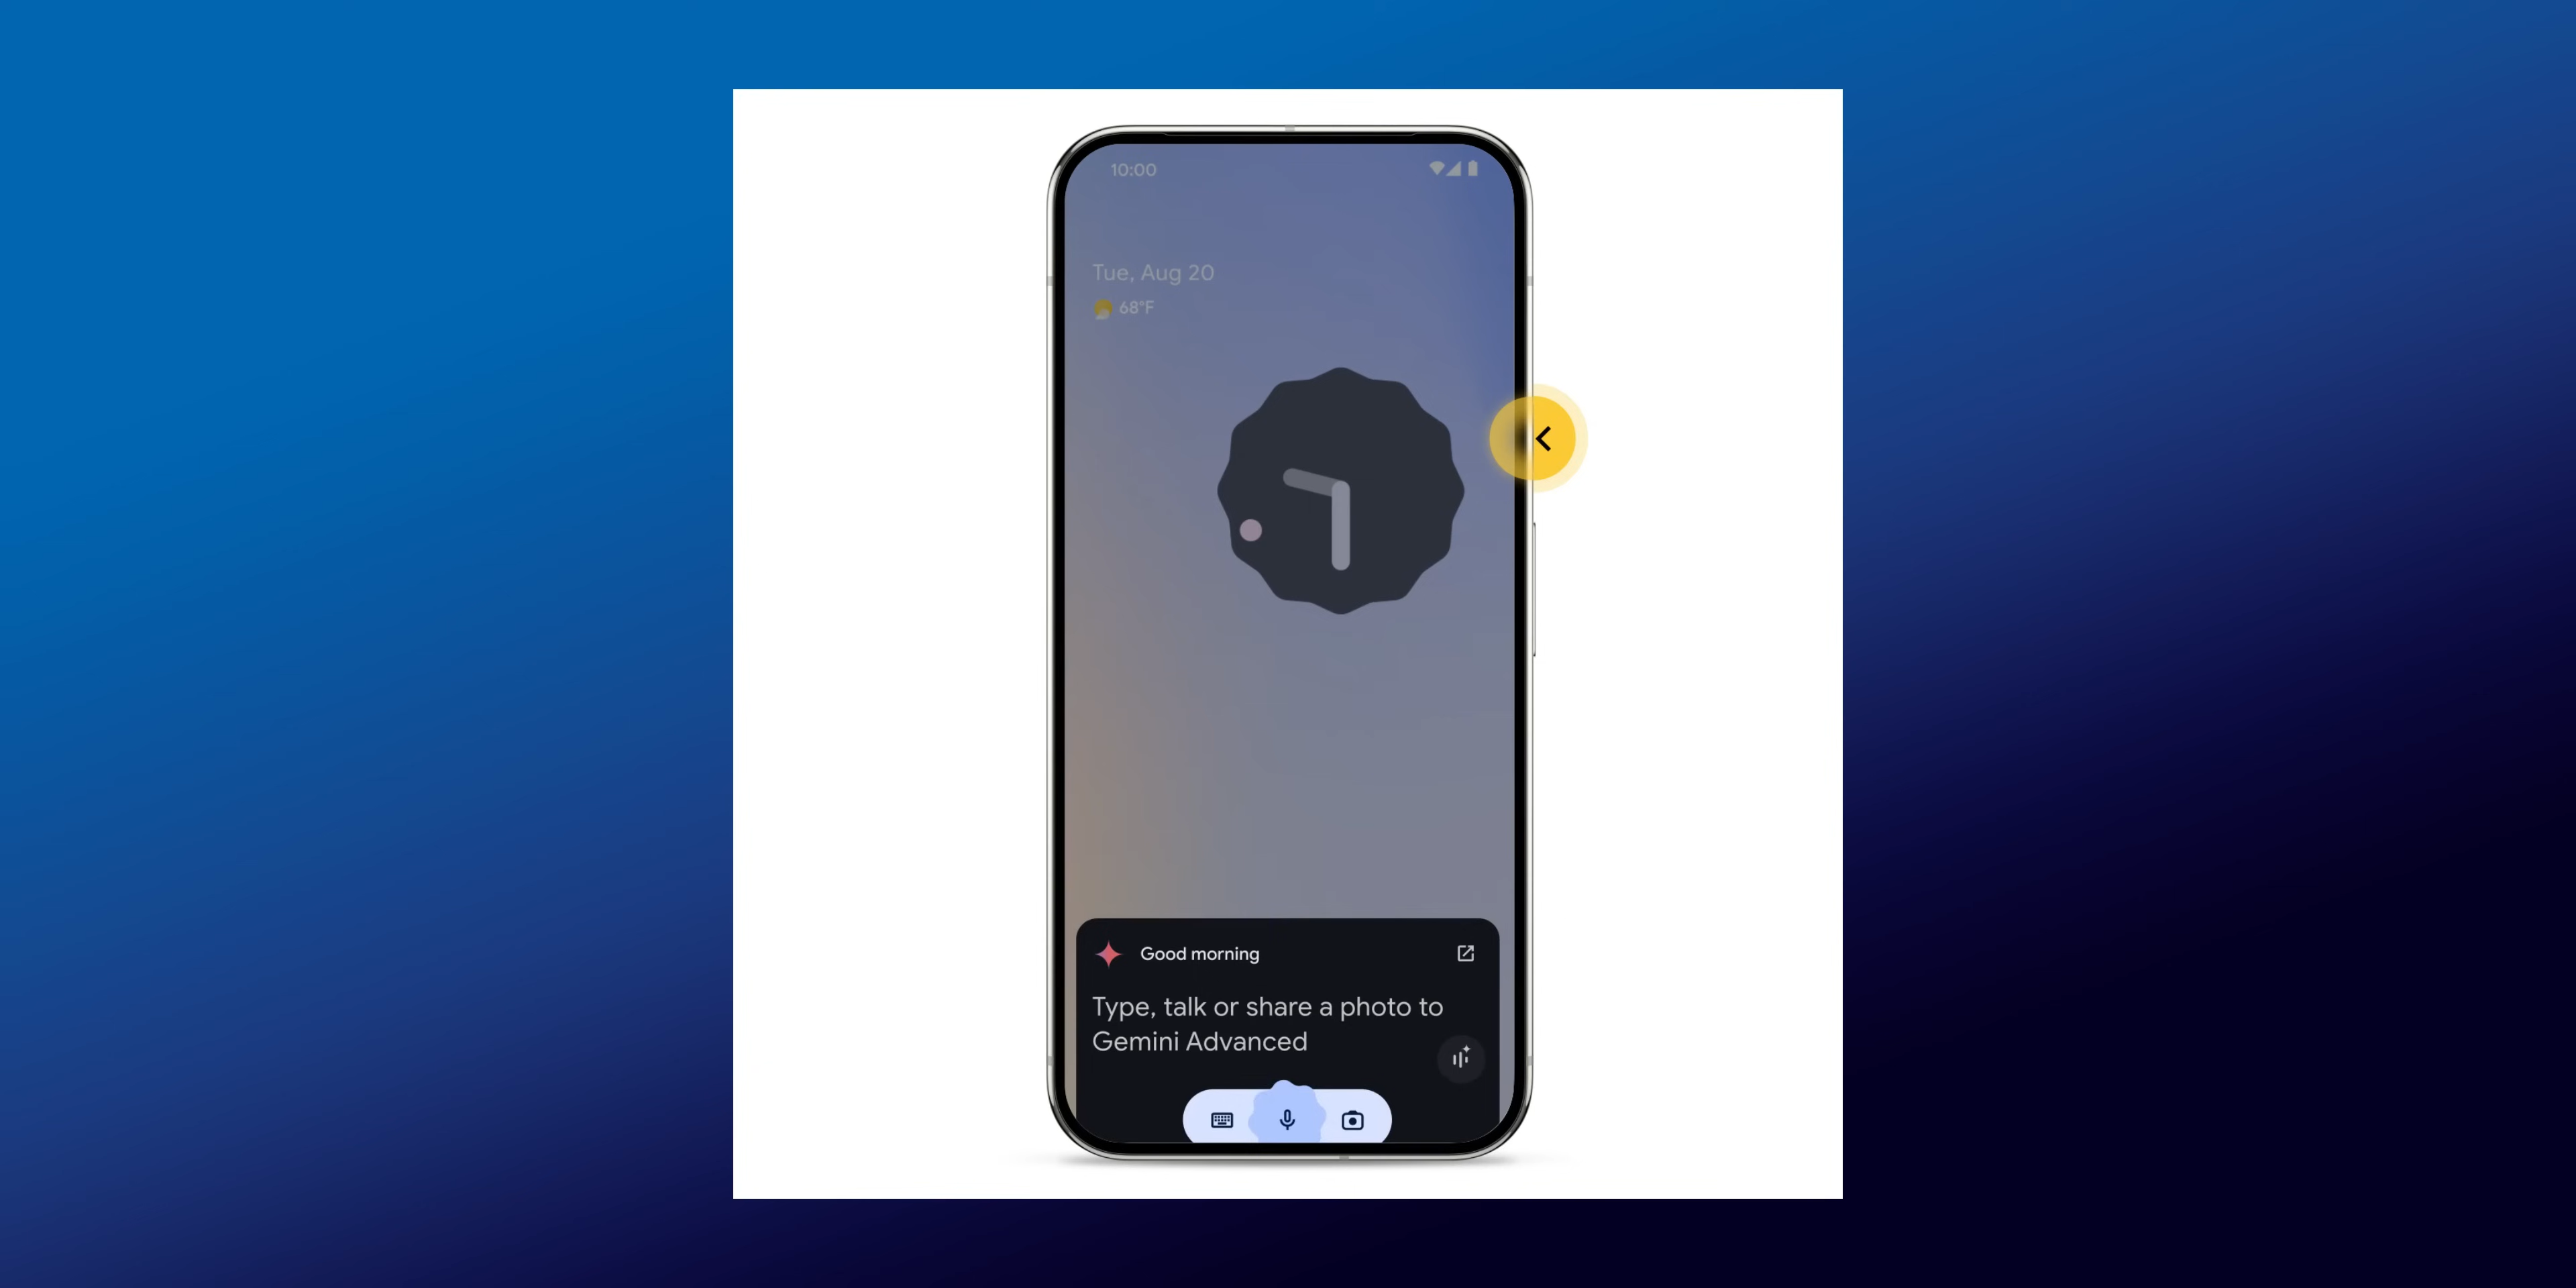 10:00
Tue, Aug 20
68°F
Good morning
Type, talk or share a photo to
Gemini Advanced